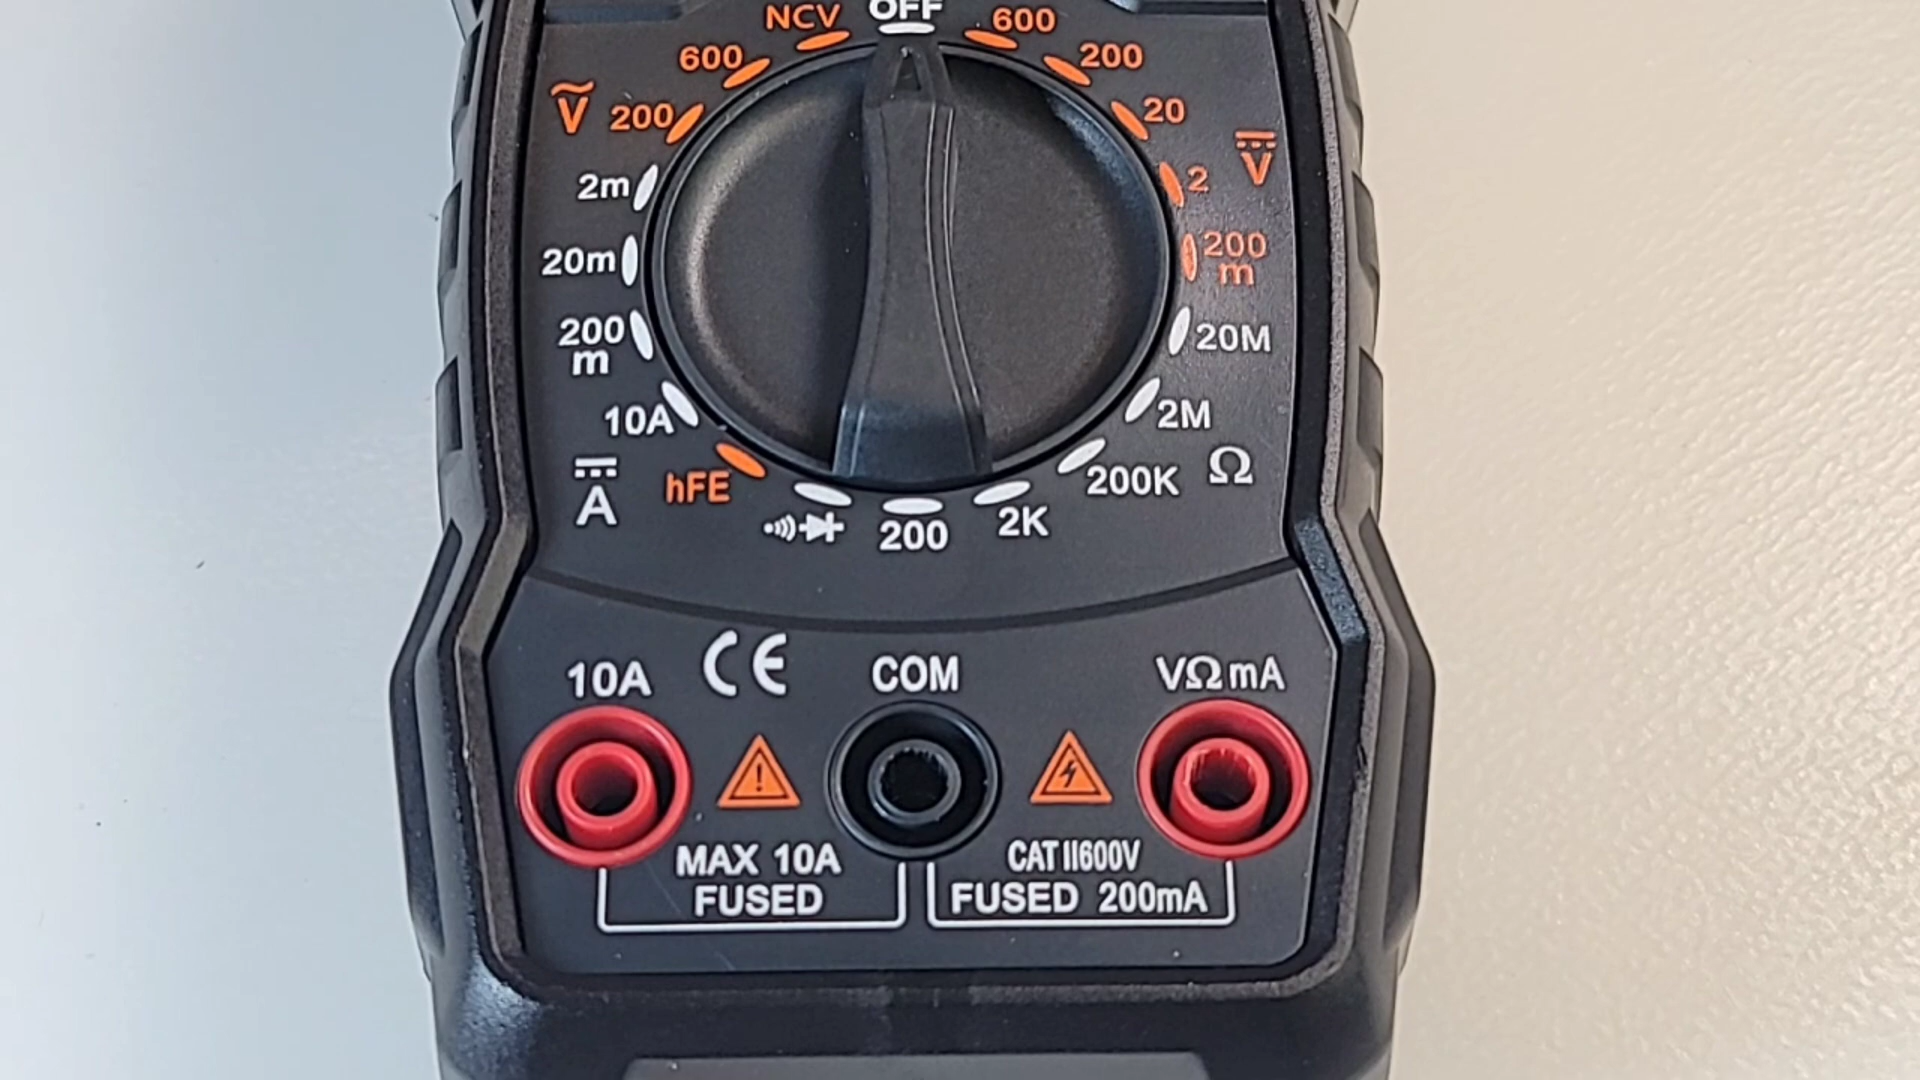 NCV OFF 600
600 200
V 200 20
2m 2 V
20m 200
m
200
m 20M
10A 2M
A hFE 200K Ω
200 2K
10A CE COM VΩmA
MAX 10A
FUSED
CAT II600V
FUSED 200mA